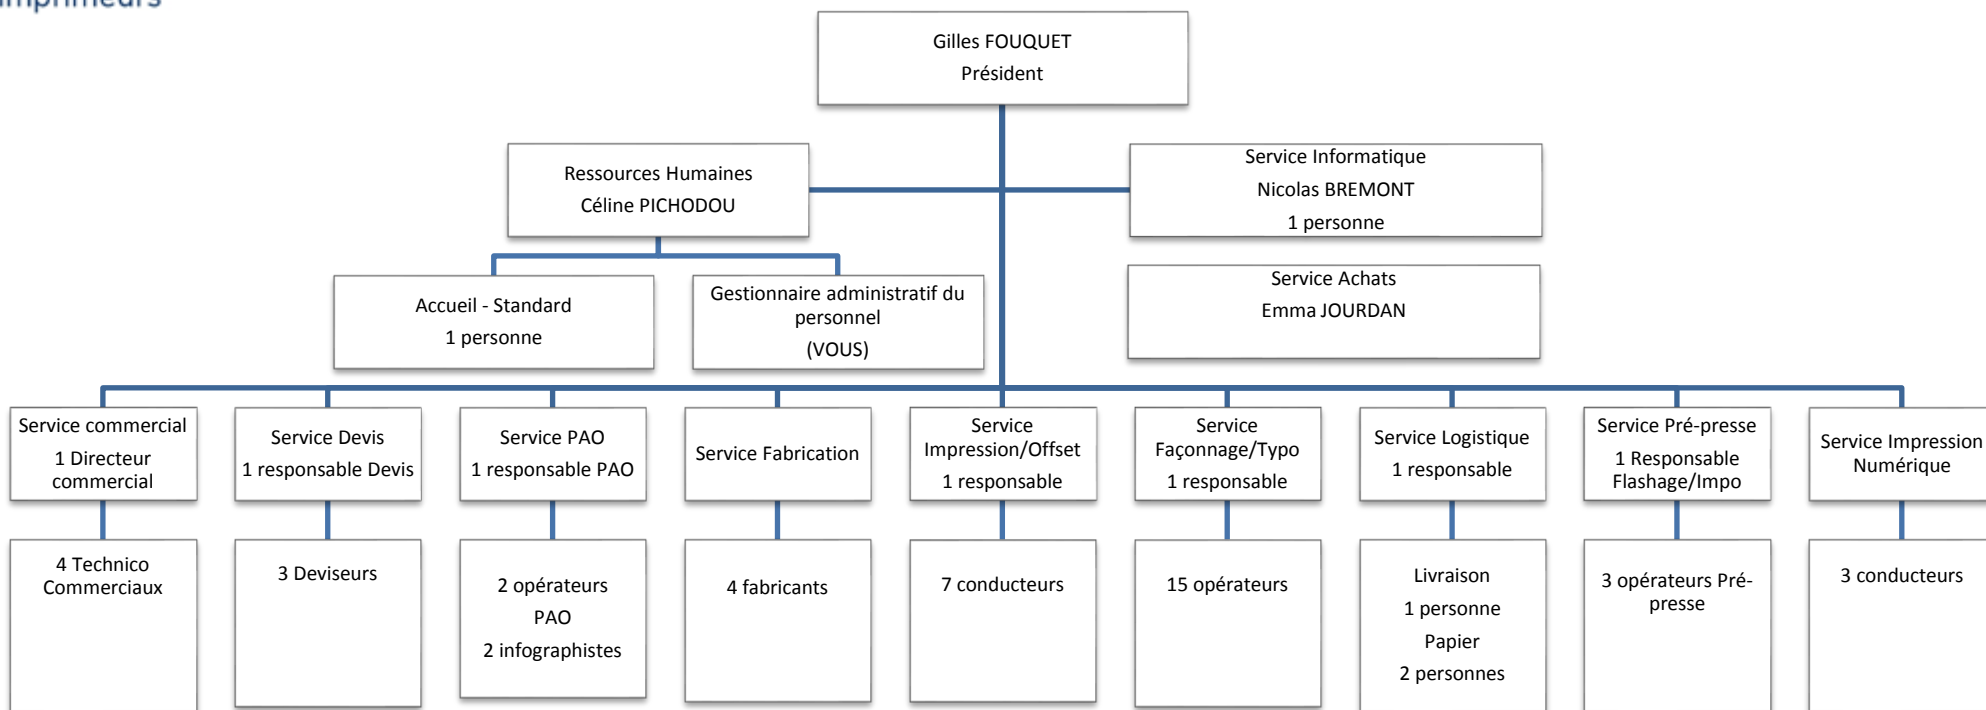 imprimeurs
Gilles FOUQUET
Président
Ressources Humaines
Céline PICHODOU
Service Informatique
Nicolas BREMONT
1 personne
Accueil - Standard
1 personne
Gestionnaire administratif du
personnel
(VOUS)
Service Achats
Emma JOURDAN
Service commercial
1 Directeur
commercial
Service Devis
1 responsable Devis
Service PAO
1 responsable PAO
Service Fabrication
Service
Impression/Offset
1 responsable
Service
Façonnage/Typo
1 responsable
Service Logistique
1 responsable
Service Pré-presse
1 Responsable
Flashage/Impo
Service Impression
Numérique
4 Technico
Commerciaux
3 Deviseurs
2 opérateurs
PAO
2 infographistes
4 fabricants
7 conducteurs
15 opérateurs
Livraison
1 personne
Papier
2 personnes
3 opérateurs Pré-
presse
3 conducteurs